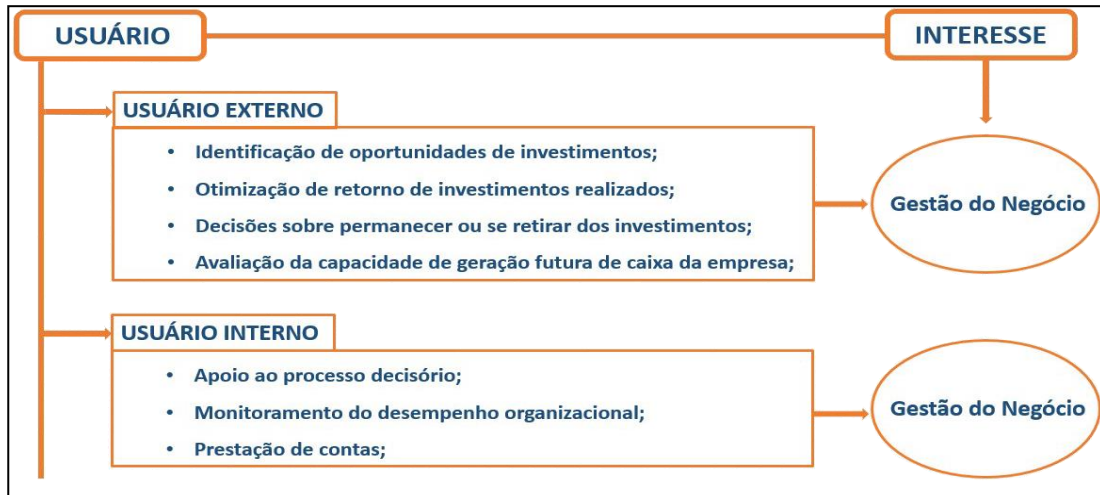 USUÁRIO
INTERESSE
USUÁRIO EXTERNO
• Identificação de oportunidades de investimentos;
• Otimização de retorno de investimentos realizados;
• Decisões sobre permanecer ou se retirar dos investimentos;
• Avaliação da capacidade de geração futura de caixa da empresa;
Gestão do Negócio
USUÁRIO INTERNO
• Apoio ao processo decisório;
• Monitoramento do desempenho organizacional;
• Prestação de contas;
Gestão do Negócio